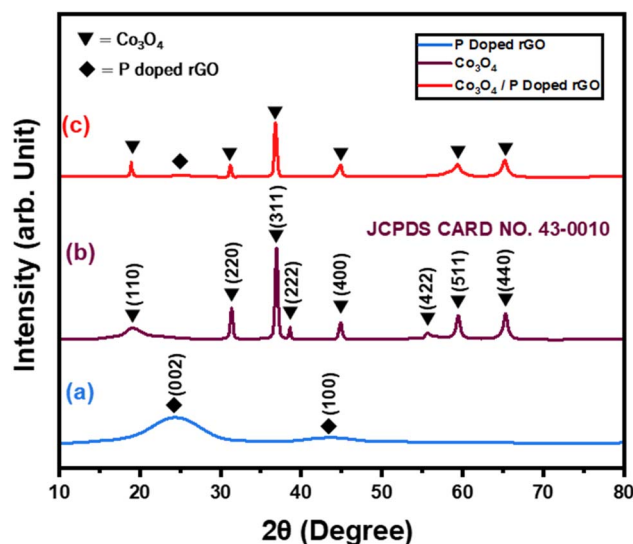 = Co₃O₄
= P doped rGO
P Doped rGO
Co₃O₄
Co₃O₄ / P Doped rGO
(c)
JCPDS CARD NO. 43-0010
(b)
(110)
(220)
(311)
(222)
(400)
(422)
(511)
(440)
(a)
(002)
(100)
Intensity (arb. Unit)
10 20 30 40 50 60 70 80
2θ (Degree)